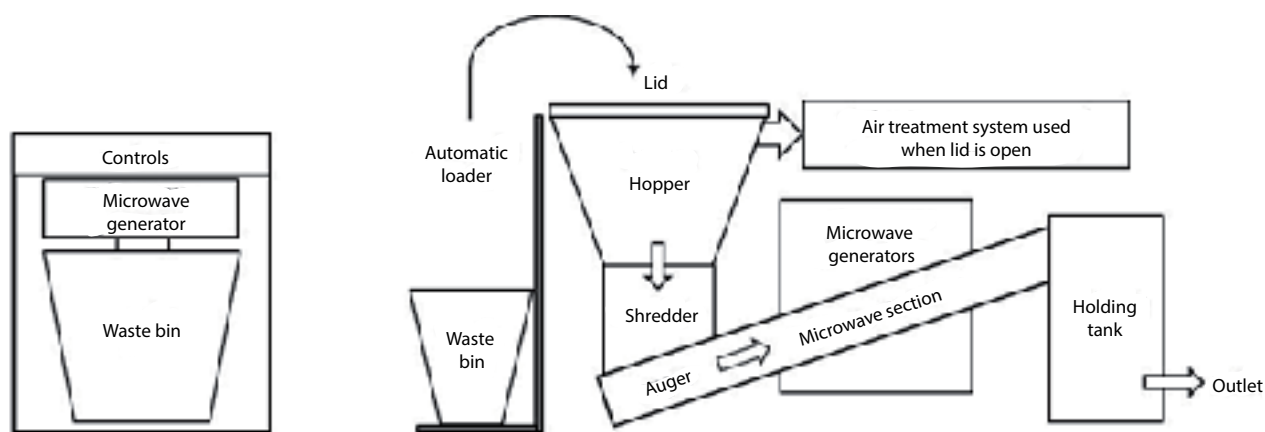 Controls
Microwave
generator
Waste bin
Automatic
loader
Waste
bin
Lid
Hopper
Shredder
Auger
Microwave section
Microwave
generators
Air treatment system used
when lid is open
Holding
tank
Outlet